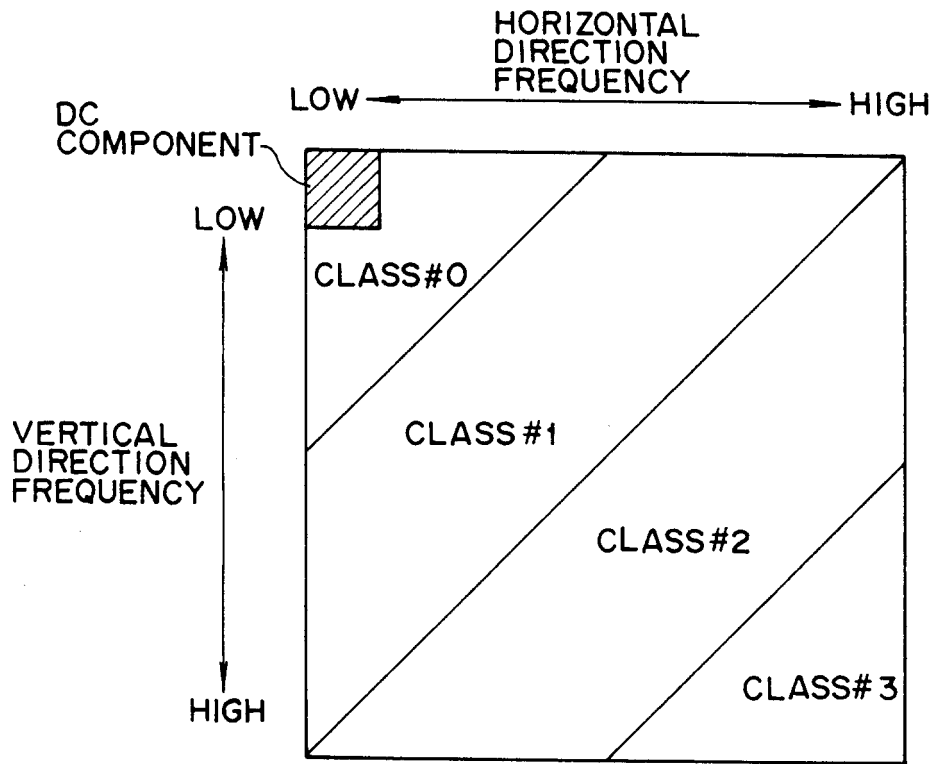 HORIZONTAL
DIRECTION
FREQUENCY
LOW
HIGH
DC
COMPONENT
LOW
CLASS#0
VERTICAL
DIRECTION
FREQUENCY
CLASS#1
CLASS#2
HIGH
CLASS#3